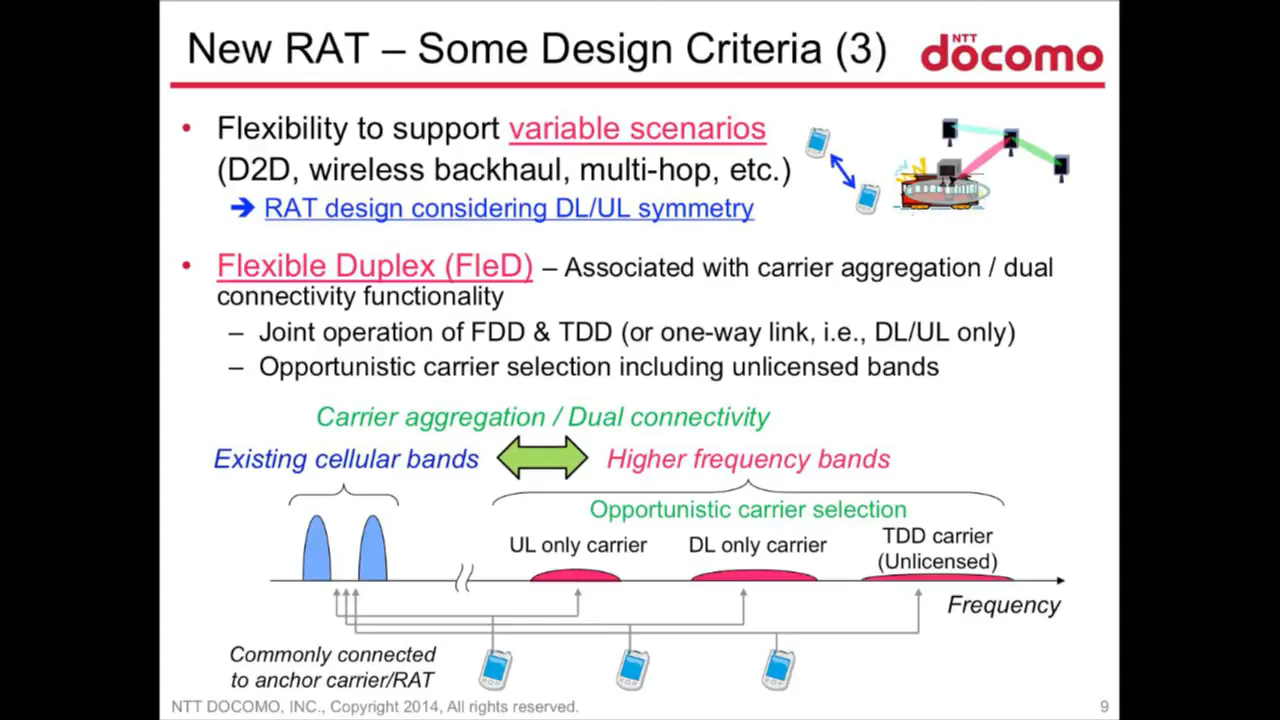 New RAT – Some Design Criteria (3)
NTT
döcomo
• Flexibility to support variable scenarios
(D2D, wireless backhaul, multi-hop, etc.)
➔ RAT design considering DL/UL symmetry
• Flexible Duplex (FleD) – Associated with carrier aggregation / dual
connectivity functionality
– Joint operation of FDD & TDD (or one-way link, i.e., DL/UL only)
– Opportunistic carrier selection including unlicensed bands
Carrier aggregation / Dual connectivity
Existing cellular bands
Higher frequency bands
Opportunistic carrier selection
UL only carrier
DL only carrier
TDD carrier
(Unlicensed)
Frequency
Commonly connected
to anchor carrier/RAT
NTT DOCOMO, INC., Copyright 2014, All rights reserved.
9